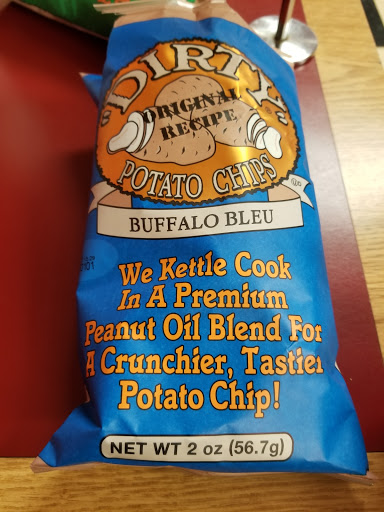 "DIRTY"
ORIGINAL
RECIPE
POTATO CHIPS
BUFFALO BLEU
We Kettle Cook
In A Premium
Peanut Oil Blend For
A Crunchier, Tastier
Potato Chip!
NET WT 2 oz (56.7g)